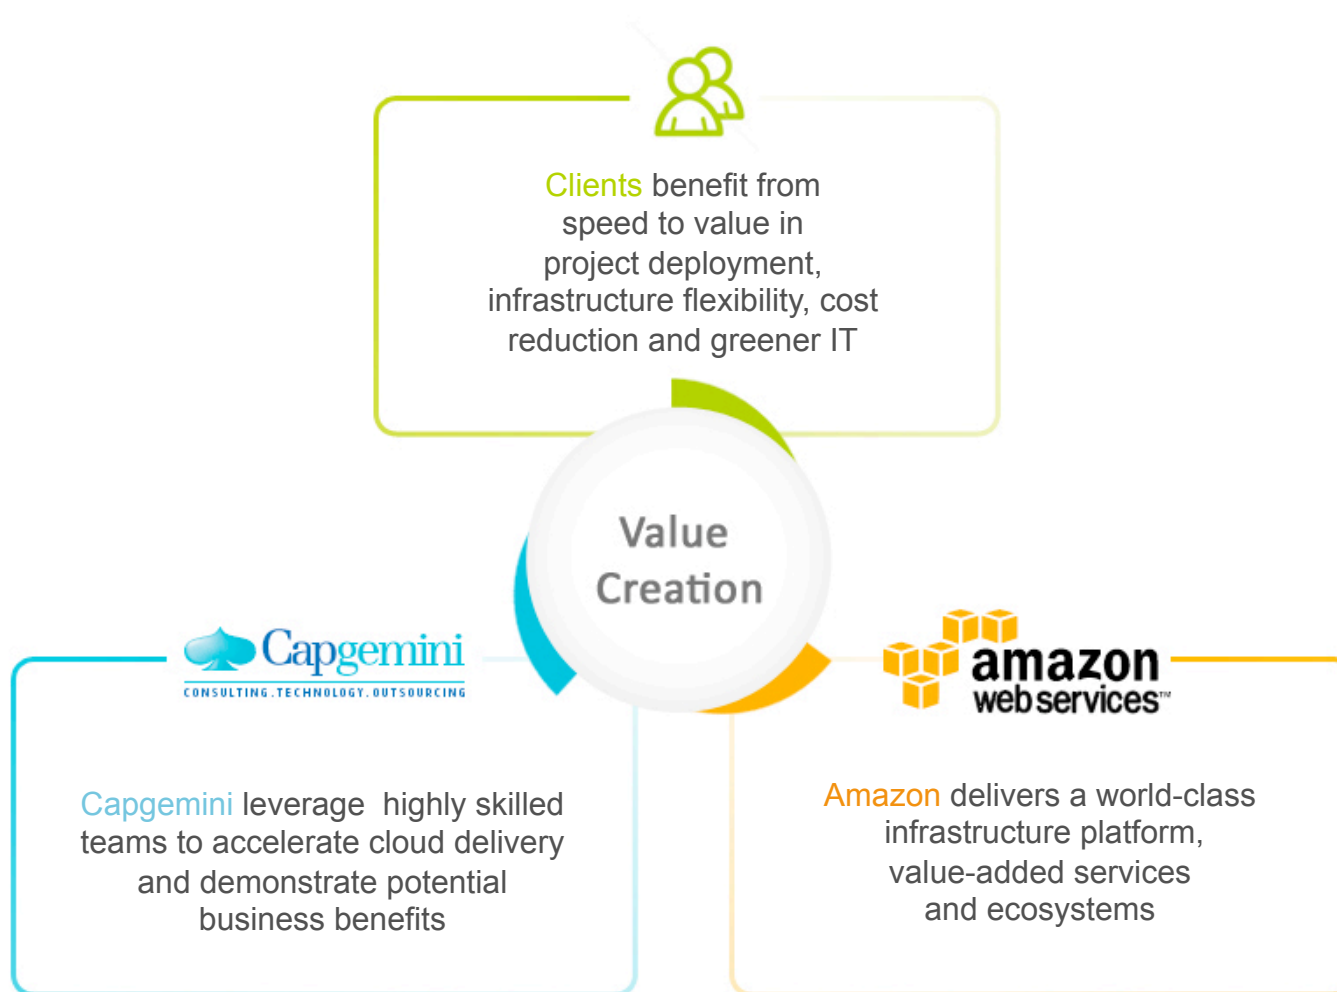 Clients benefit from
speed to value in
project deployment,
infrastructure flexibility, cost
reduction and greener IT
Value
Creation
Capgemini
CONSULTING.TECHNOLOGY.OUTSOURCING
Capgemini leverage  highly skilled
teams to accelerate cloud delivery
and demonstrate potential
business benefits
amazon
web services™
Amazon delivers a world-class
infrastructure platform,
value-added services
and ecosystems